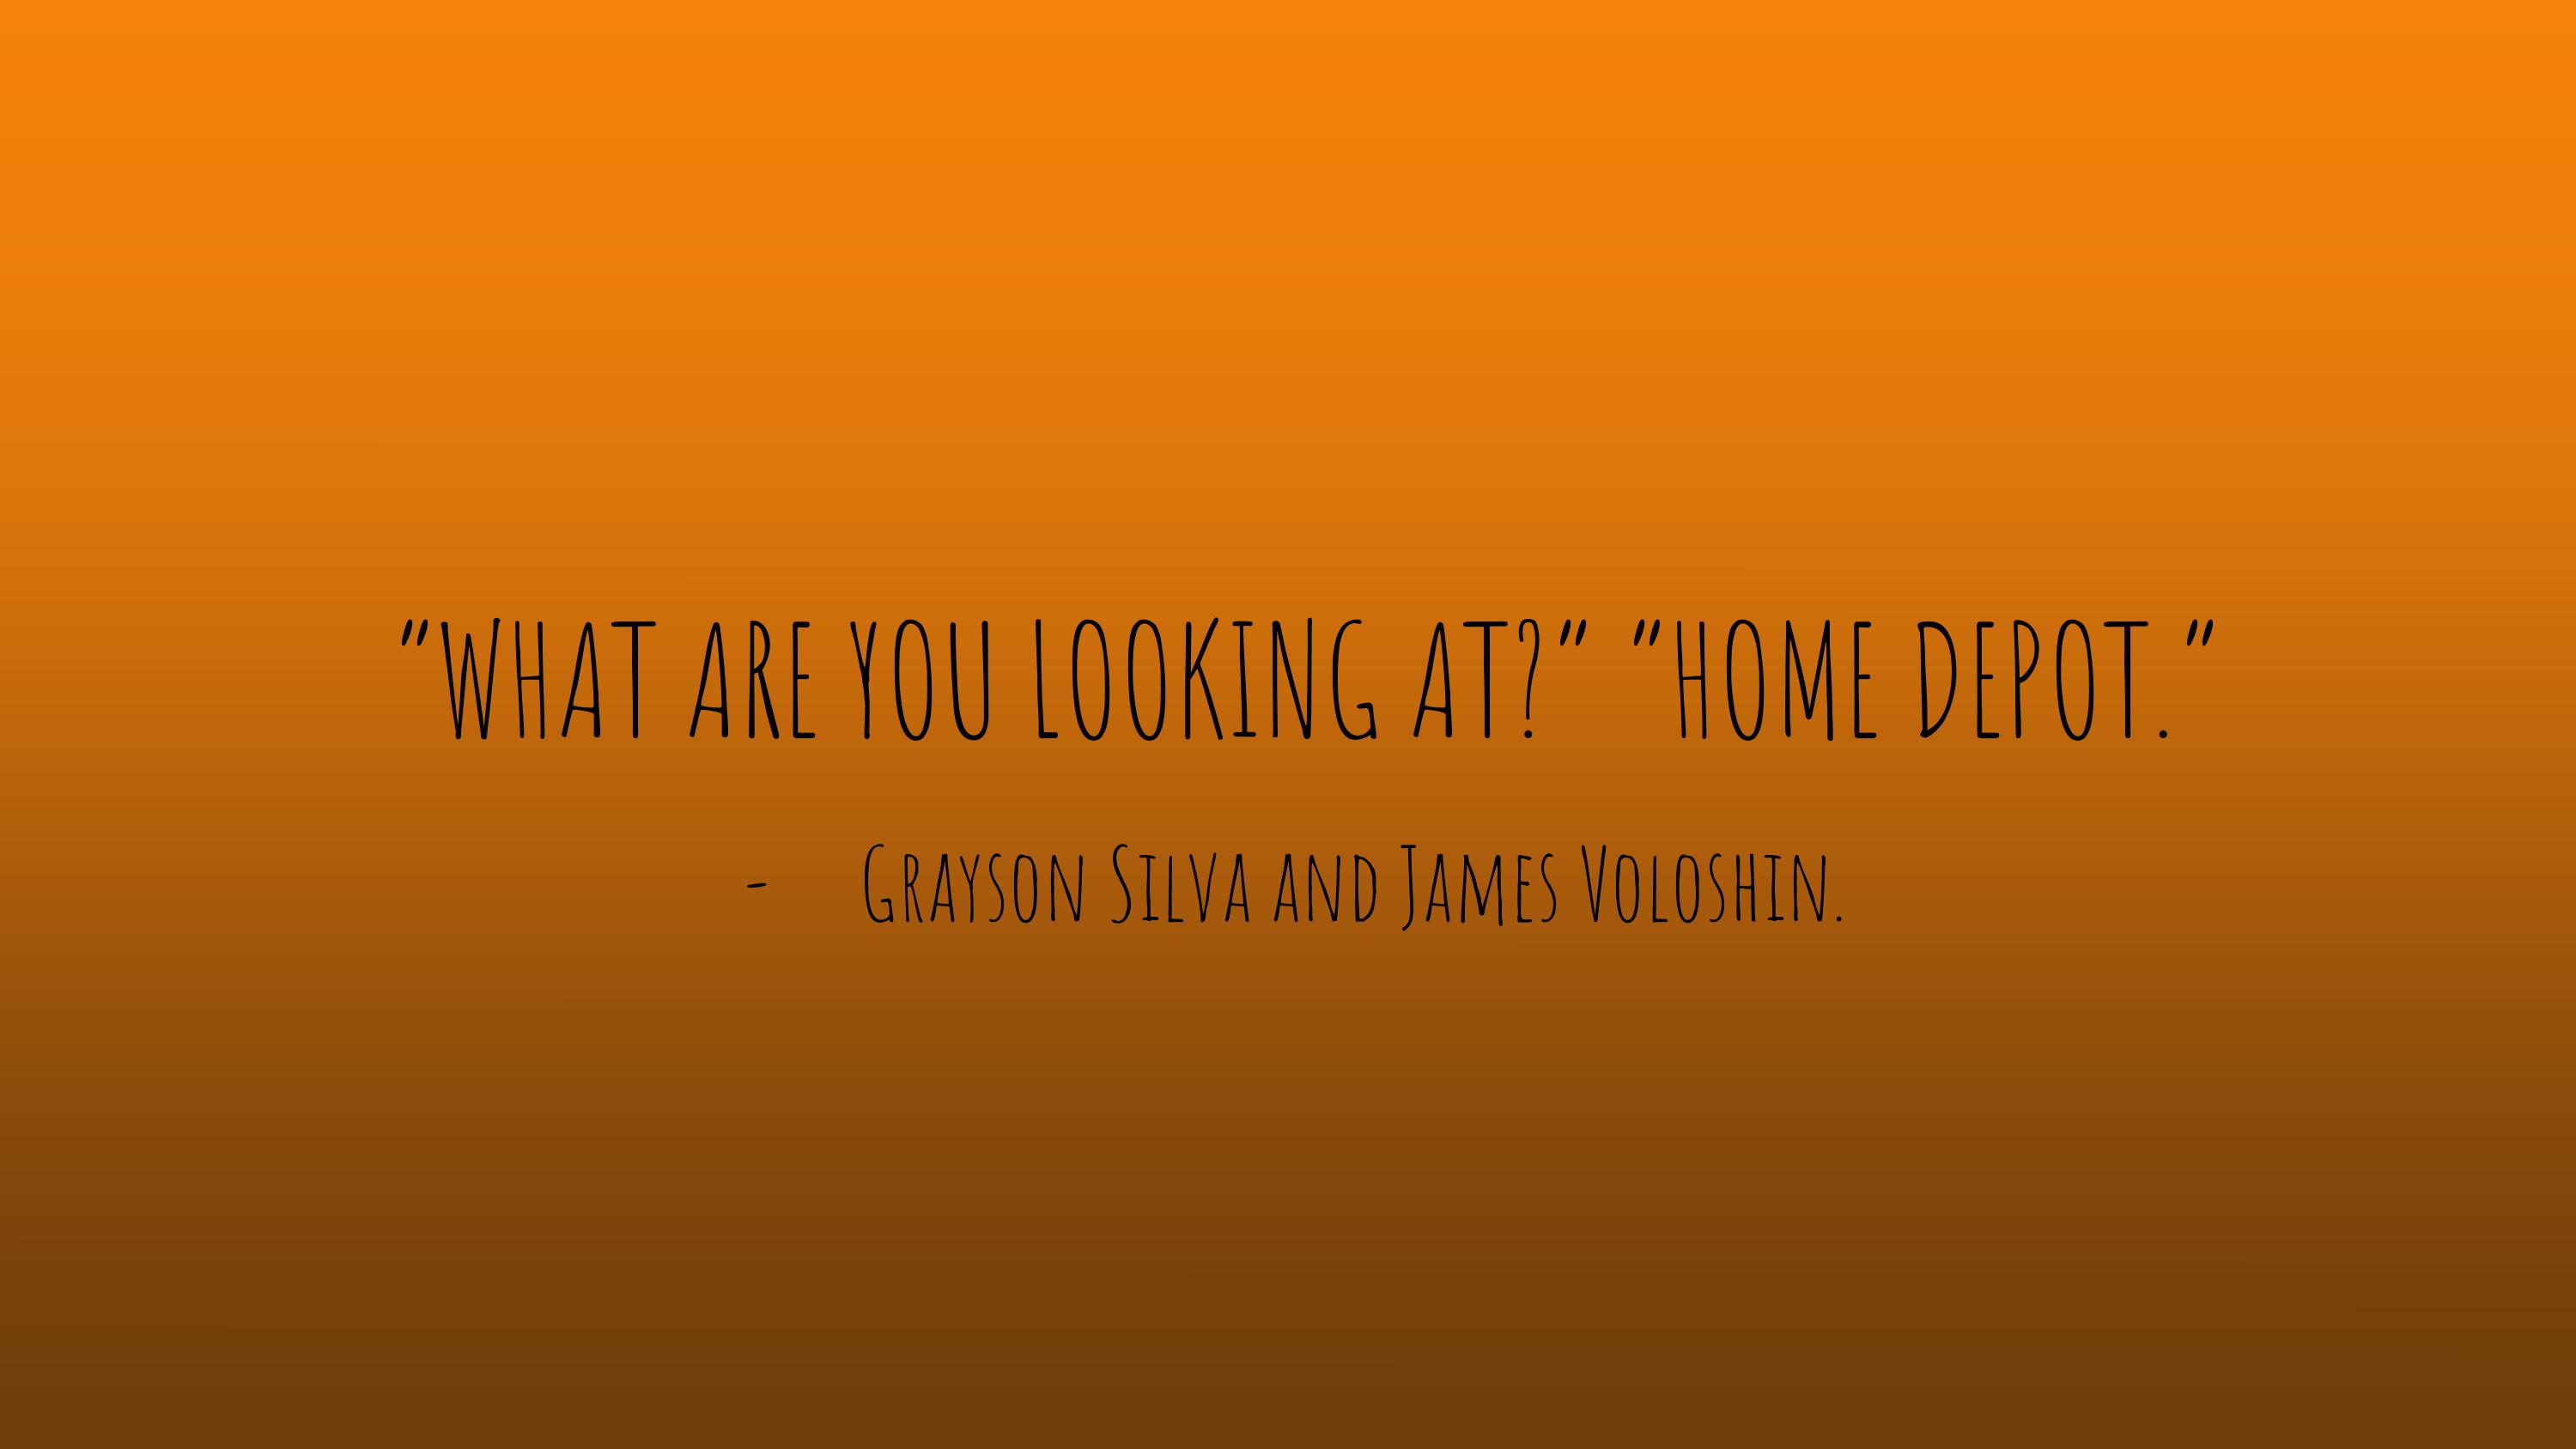 "What are you looking at?" "Home Depot."
- Grayson Silva and James Voloshin.